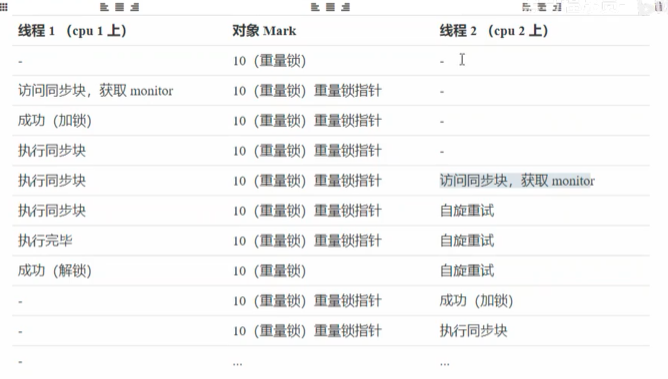 线程 1 （cpu 1 上） 对象 Mark 线程 2 （cpu 2 上）
- 10（重量锁） -
访问同步块，获取 monitor 10（重量锁）重量锁指针 -
成功（加锁） 10（重量锁）重量锁指针 -
执行同步块 10（重量锁）重量锁指针 -
执行同步块 10（重量锁）重量锁指针 访问同步块，获取 monitor
执行同步块 10（重量锁）重量锁指针 自旋重试
执行完毕 10（重量锁）重量锁指针 自旋重试
成功（解锁） 10（重量锁） 自旋重试
- 10（重量锁）重量锁指针 成功（加锁）
- 10（重量锁）重量锁指针 执行同步块
- ... ...